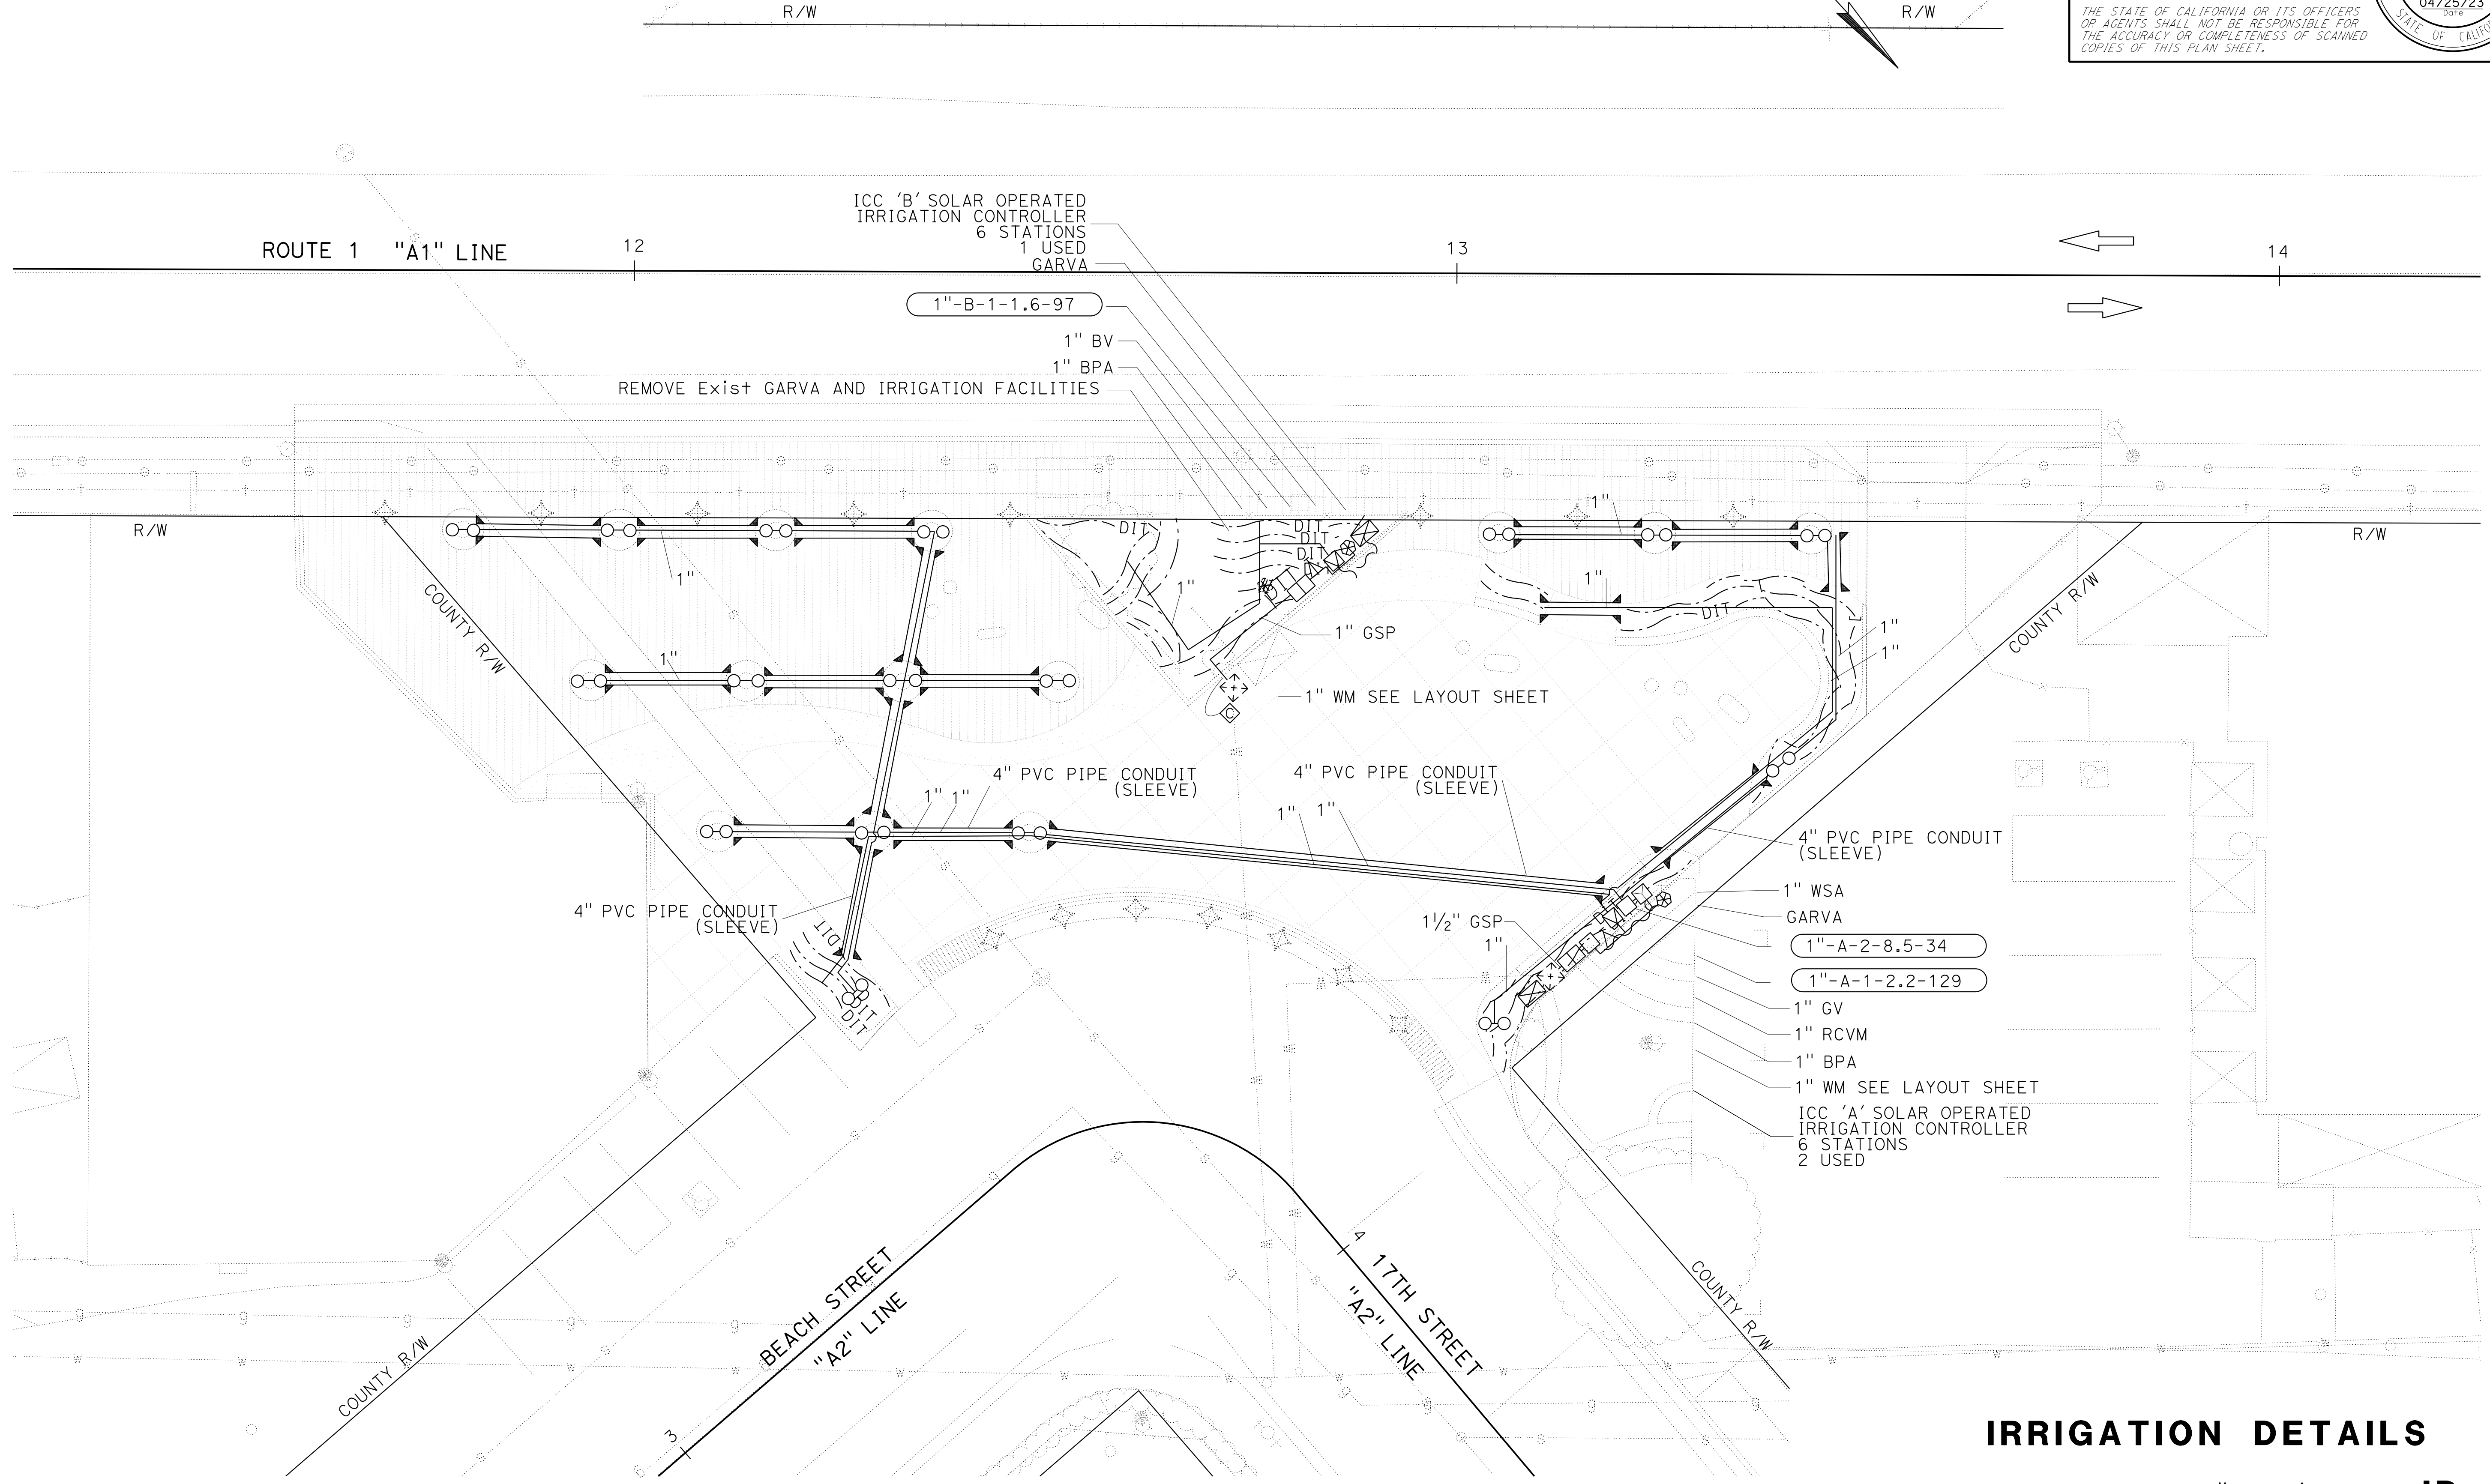 R/W
R/W
04/25/23
Date
THE STATE OF CALIFORNIA OR ITS OFFICERS
OR AGENTS SHALL NOT BE RESPONSIBLE FOR
THE ACCURACY OR COMPLETENESS OF SCANNED
COPIES OF THIS PLAN SHEET.
STATE OF
ICC 'B' SOLAR OPERATED
IRRIGATION CONTROLLER
6 STATIONS
1 USED
GARVA
ROUTE 1 "A1" LINE
12
13
14
1"-B-1-1.6-97
1" BV
1" BPA
REMOVE Exist GARVA AND IRRIGATION FACILITIES
R/W
R/W
DIT
DIT
DIT
DIT
1"
1"
1"
1"
DIT
COUNTY R/W
COUNTY R/W
1" GSP
1"
1"
1"
1" WM SEE LAYOUT SHEET
C
4" PVC PIPE CONDUIT
(SLEEVE)
4" PVC PIPE CONDUIT
(SLEEVE)
1" 1"
1" 1"
4" PVC PIPE CONDUIT
(SLEEVE)
4" PVC PIPE CONDUIT
(SLEEVE)
DIT
DIT
DIT
1 1/2" GSP
1"
1" WSA
GARVA
1"-A-2-8.5-34
1"-A-1-2.2-129
1" GV
1" RCVM
1" BPA
1" WM SEE LAYOUT SHEET
ICC 'A' SOLAR OPERATED
IRRIGATION CONTROLLER
6 STATIONS
2 USED
BEACH STREET
"A2" LINE
3
4
17TH STREET
"A2" LINE
COUNTY R/W
COUNTY R/W
IRRIGATION DETAILS